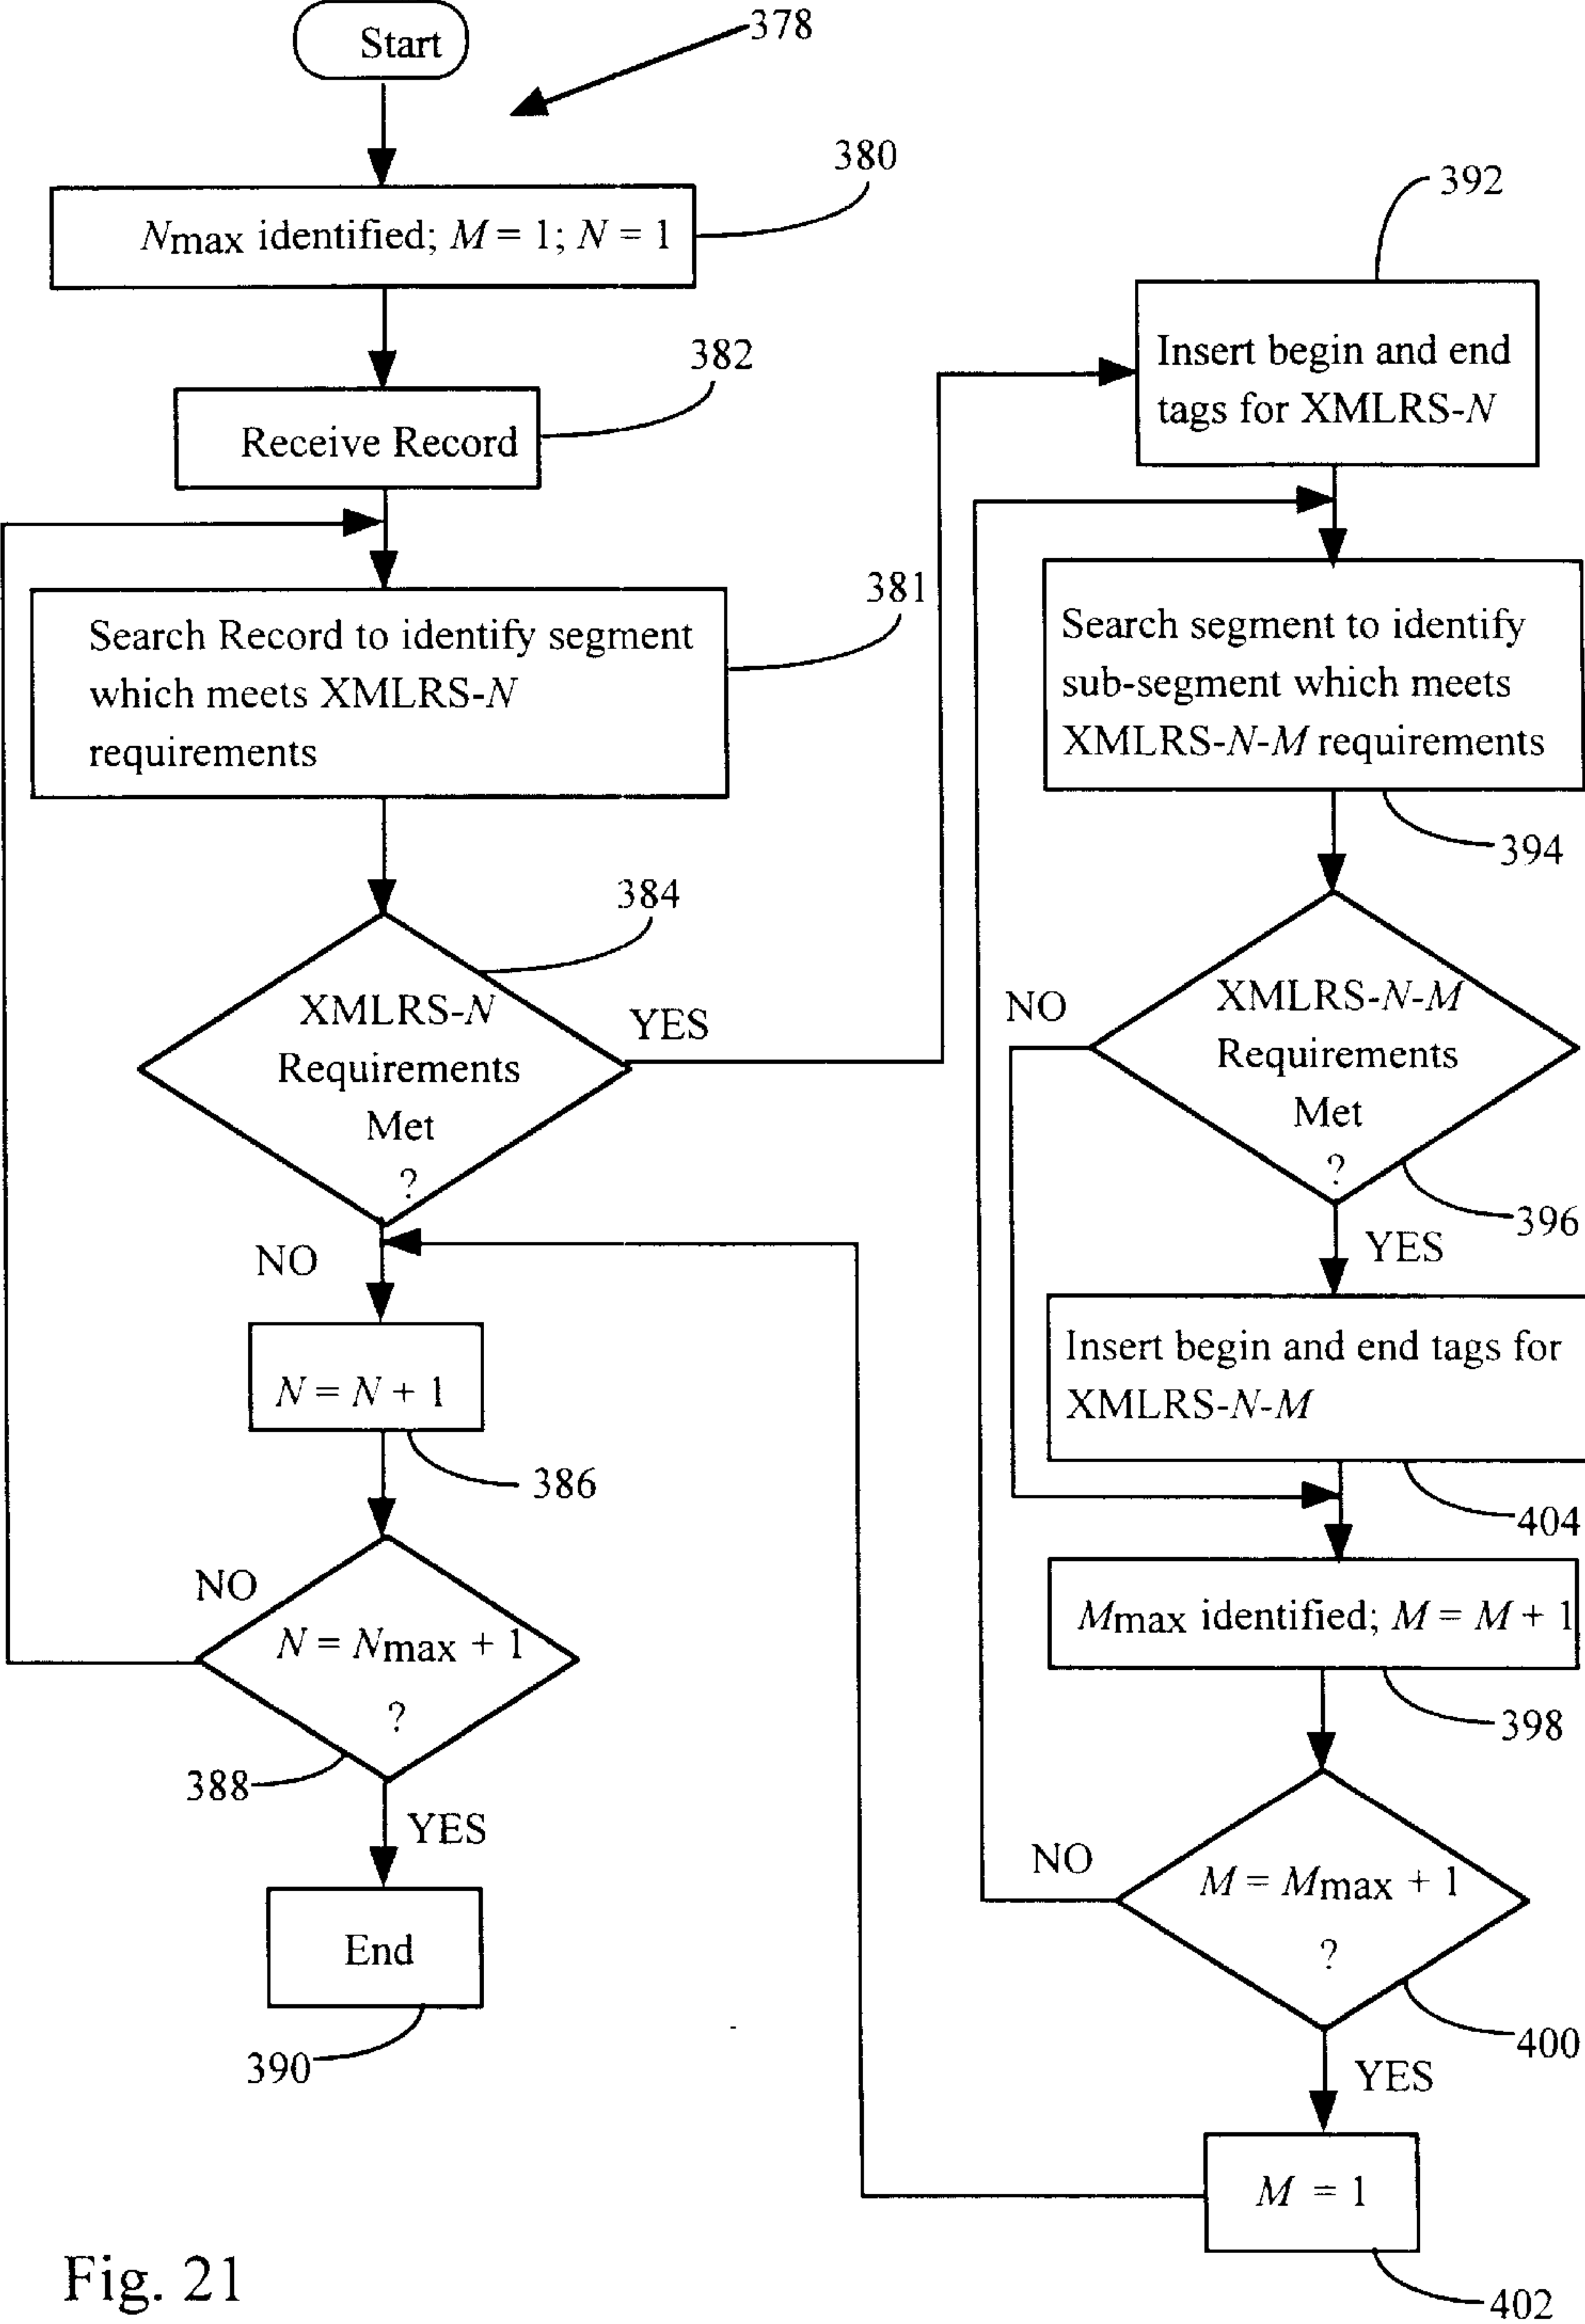 Start
378
380
Nmax identified; M = 1; N = 1
382
Receive Record
381
Search Record to identify segment
which meets XMLRS-N
requirements
384
XMLRS-N
Requirements
Met
?
YES
NO
N = N + 1
386
NO
N = Nmax + 1
?
388
YES
End
390
392
Insert begin and end
tags for XMLRS-N
Search segment to identify
sub-segment which meets
XMLRS-N-M requirements
394
NO
XMLRS-N-M
Requirements
Met
?
396
YES
Insert begin and end tags for
XMLRS-N-M
404
Mmax identified; M = M + 1
398
NO
M = Mmax + 1
?
400
YES
M = 1
402
Fig. 21